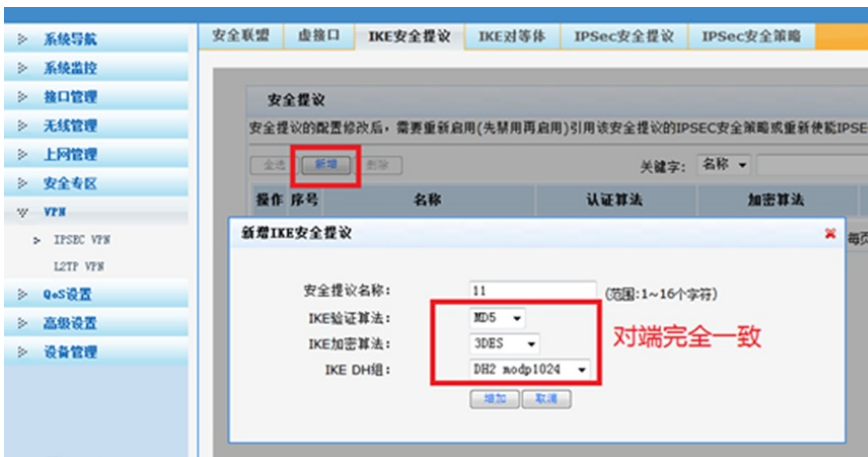 安全联盟 虚接口 IKE安全提议 IKE对等体 IPSec安全提议 IPSec安全策略
系统导航
系统监控
接口管理
无线管理
上网管理
安全专区
VPN
IPSEC VPN
L2TP VPN
QoS设置
高级设置
设备管理
安全提议
安全提议的配置修改后，需要重新启用(先禁用再启用)引用该安全提议的IPSEC安全策略或重新使能IPSE
全选 新增 删除 关键字： 名称
操作 序号 名称 认证算法 加密算法
每页
新增IKE安全提议
安全提议名称： 11 (范围:1~16个字符)
IKE验证算法： MD5
IKE加密算法： 3DES
IKE DH组： DH2 modp1024
对端完全一致
增加 取消